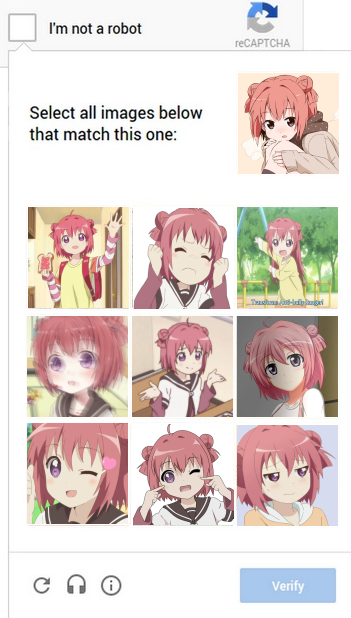 I'm not a robot
reCAPTCHA
Select all images below
that match this one:
Verify